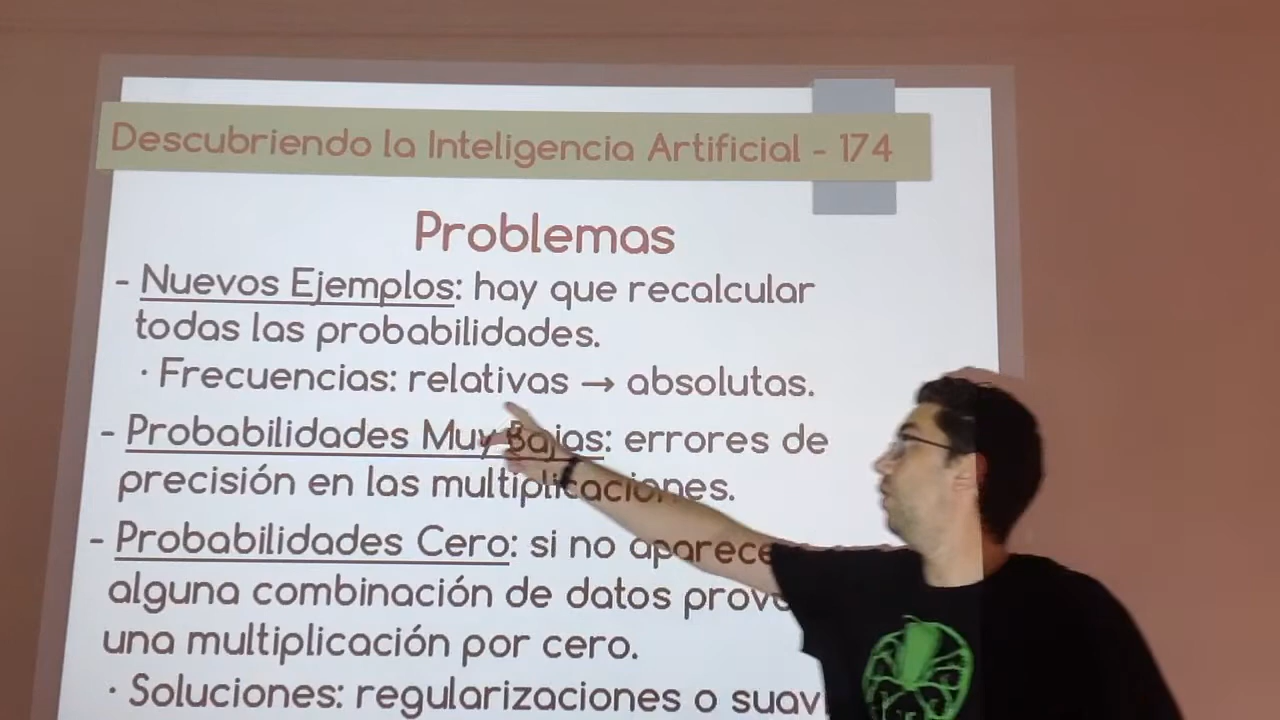 Descubriendo la Inteligencia Artificial - 174
Problemas
- Nuevos Ejemplos: hay que recalcular
todas las probabilidades.
· Frecuencias: relativas → absolutas.
- Probabilidades Muy Bajas: errores de
precisión en las multiplicaciones.
- Probabilidades Cero: si no aparece
alguna combinación de datos
una multiplicación por cero.
· Soluciones: regularizaciones o